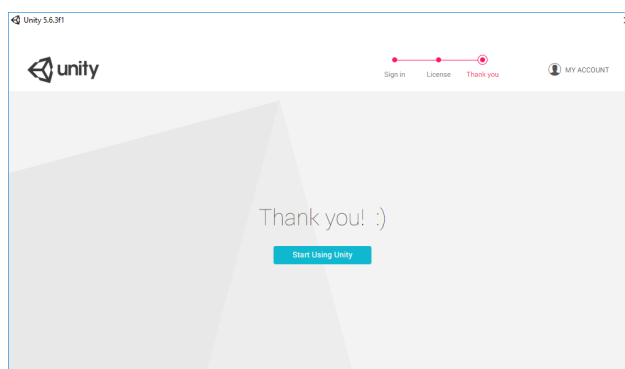 Unity 5.6.3f1
unity
Sign in License Thank you
MY ACCOUNT
Thank you! :)
Start Using Unity